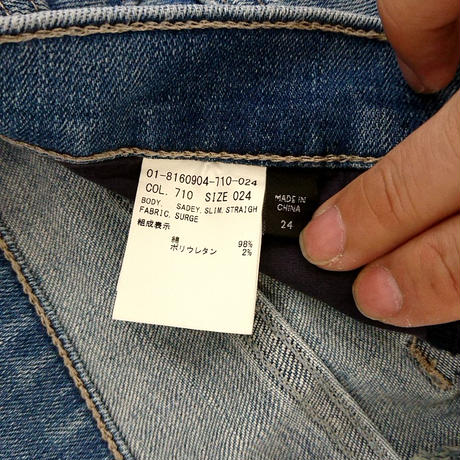 01-8160904-710-024
COL. 710 SIZE 024
BODY. SADEY. SLIM. STRAIGH
FABRIC. SURGE
組成表示
綿 98%
ポリウレタン 2%
MADE IN
CHINA
24